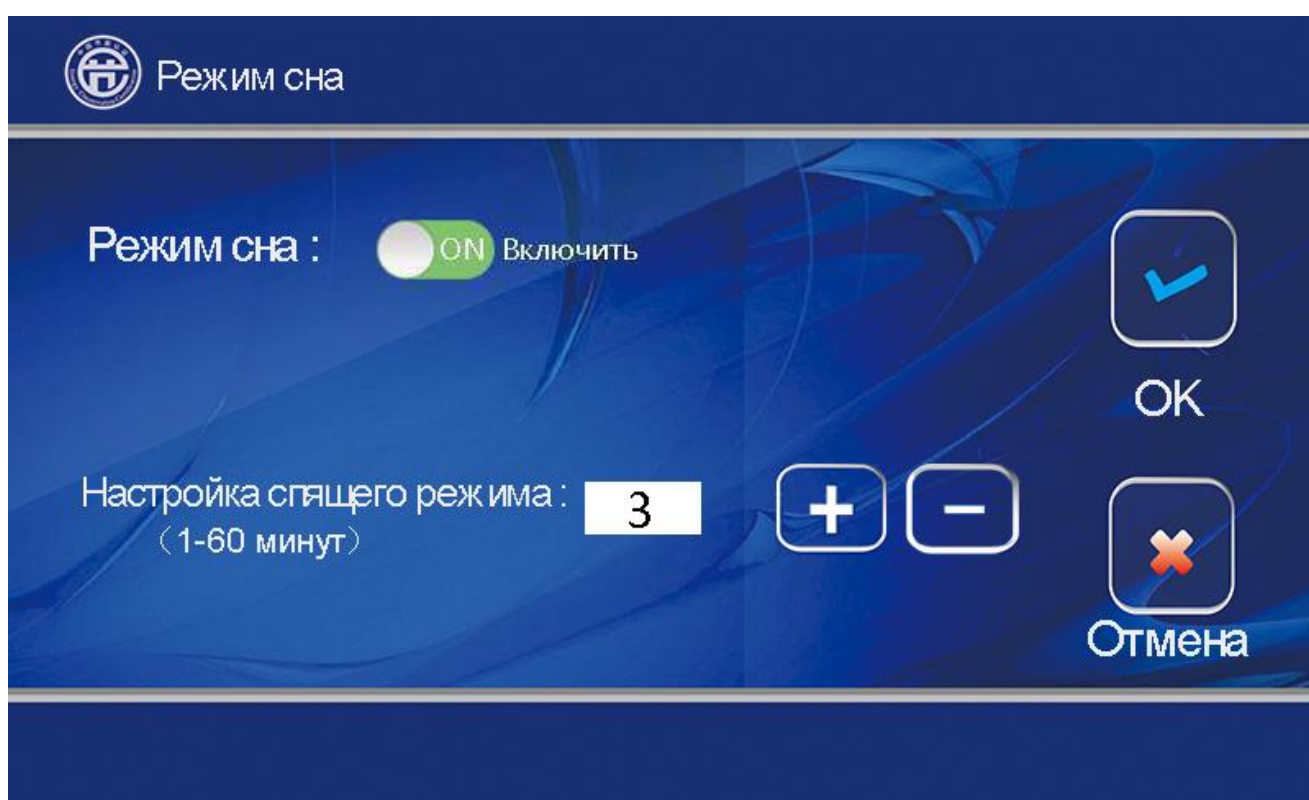 Режим сна
Режим сна :
ON Включить
OK
Настройка спящего режима :
3
+
−
（1-60 минут）
Отмена